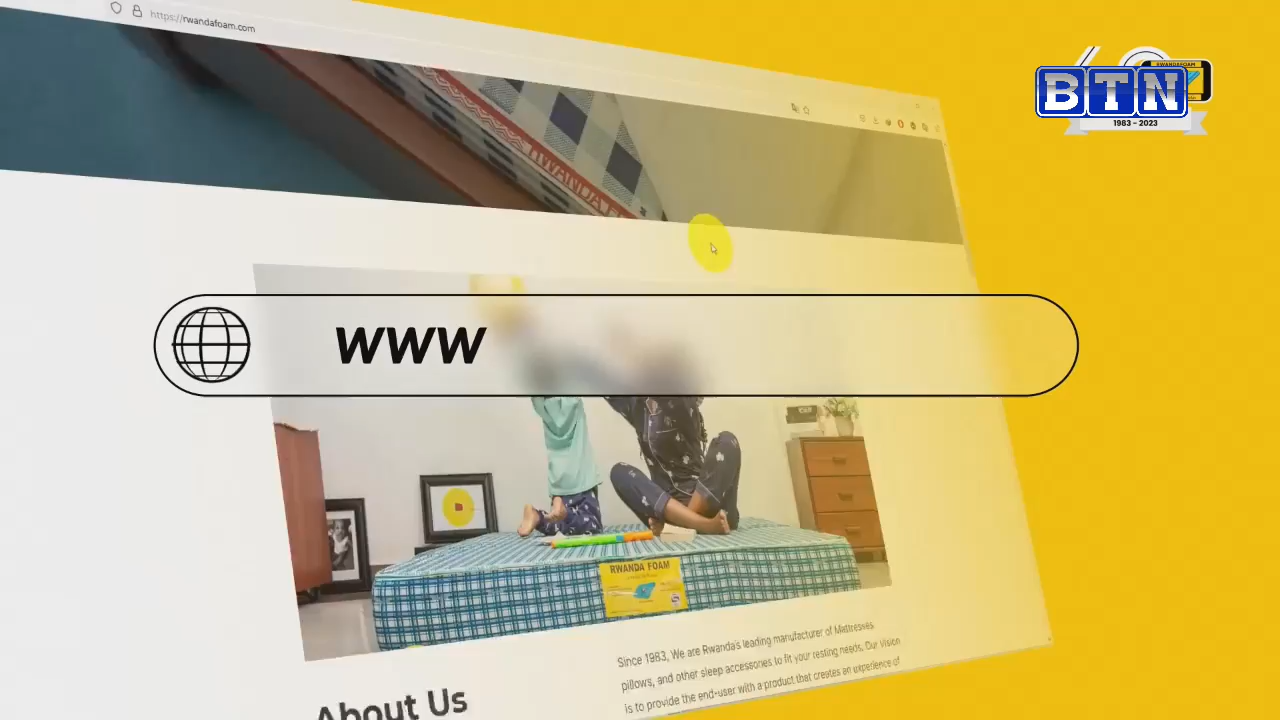 https://rwandafoam.com
RWANDAFOAM
BTN
1983 - 2023
RWANDA F
WWW
RWANDA FOAM
Since 1983, We are Rwanda's leading manufacturer of Mattresses,
pillows, and other sleep accessories to fit your resting needs. Our Vision
is to provide the end-user with a product that creates an experience of
About Us